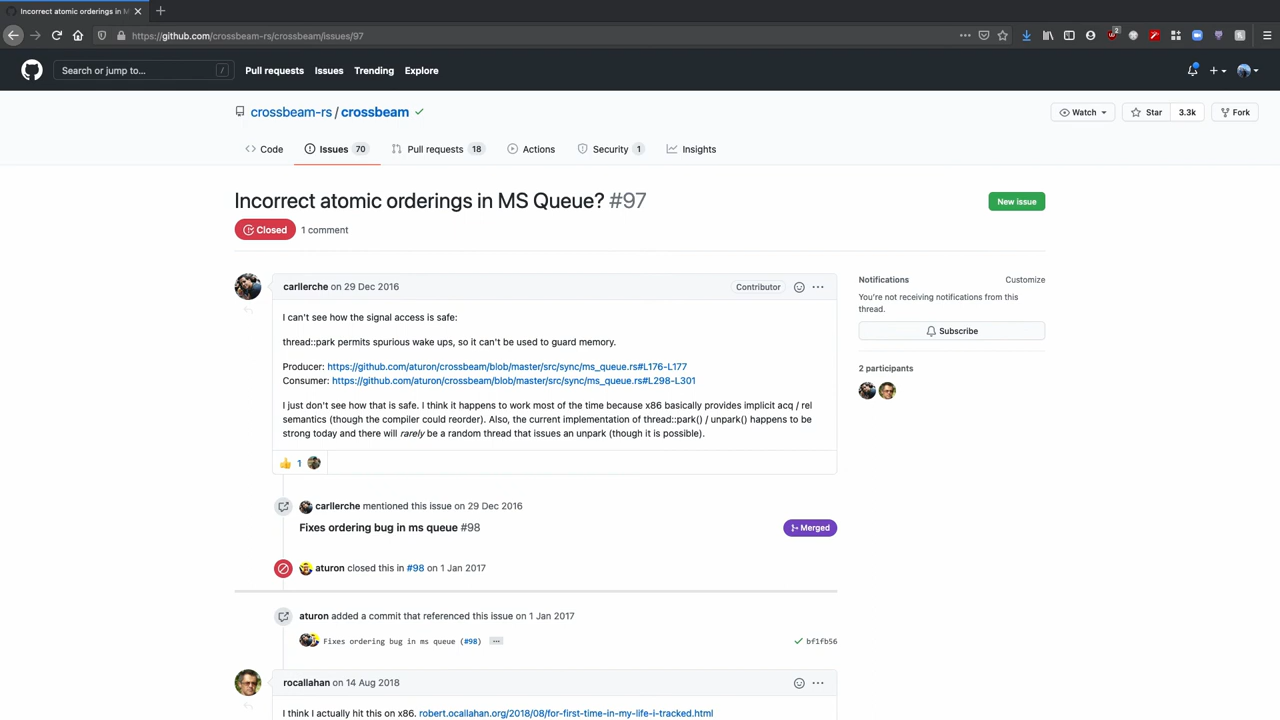 Incorrect atomic orderings in M
https://github.com/crossbeam-rs/crossbeam/issues/97
2
Search or jump to...
/
Pull requests
Issues
Trending
Explore
crossbeam-rs / crossbeam
Watch
Star
3.3k
Fork
Code
Issues 70
Pull requests 18
Actions
Security 1
Insights
Incorrect atomic orderings in MS Queue? #97
New issue
Closed
1 comment
carllerche on 29 Dec 2016
Contributor
I can't see how the signal access is safe:
thread::park permits spurious wake ups, so it can't be used to guard memory.
Producer: https://github.com/aturon/crossbeam/blob/master/src/sync/ms_queue.rs#L176-L177
Consumer: https://github.com/aturon/crossbeam/blob/master/src/sync/ms_queue.rs#L298-L301
I just don't see how that is safe. I think it happens to work most of the time because x86 basically provides implicit acq / rel
semantics (though the compiler could reorder). Also, the current implementation of thread::park() / unpark() happens to be
strong today and there will rarely be a random thread that issues an unpark (though it is possible).
1
Notifications
Customize
You're not receiving notifications from this
thread.
Subscribe
2 participants
carllerche mentioned this issue on 29 Dec 2016
Fixes ordering bug in ms queue #98
Merged
aturon closed this in #98 on 1 Jan 2017
aturon added a commit that referenced this issue on 1 Jan 2017
Fixes ordering bug in ms queue (#98)
bf1fb56
rocallahan on 14 Aug 2018
I think I actually hit this on x86. robert.ocallahan.org/2018/08/for-first-time-in-my-life-i-tracked.html